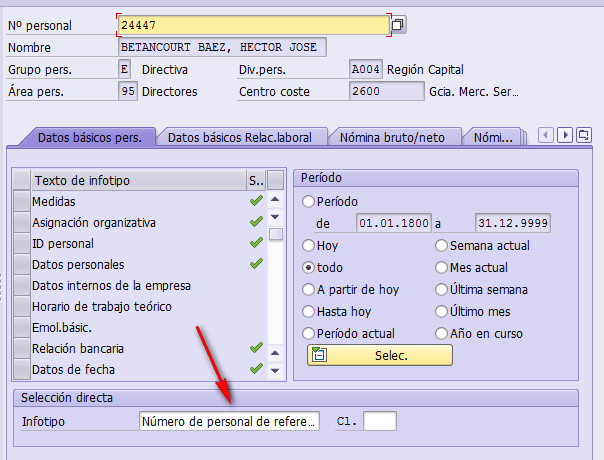 Nº personal 24447
Nombre BETANCOURT BAEZ, HECTOR JOSE
Grupo pers. E Directiva Div.pers. A004 Región Capital
Área pers. 95 Directores Centro coste 2600 Gcia. Merc. Ser…
Datos básicos pers. Datos básicos Relac.laboral Nómina bruto/neto Nómi...
Texto de infotipo S..
Medidas
Asignación organizativa
ID personal
Datos personales
Datos internos de la empresa
Horario de trabajo teórico
Emol.básic.
Relación bancaria
Datos de fecha
Período
Período
de 01.01.1800 a 31.12.9999
Hoy Semana actual
todo Mes actual
A partir de hoy Última semana
Hasta hoy Último mes
Período actual Año en curso
Selec.
Selección directa
Infotipo Número de personal de refere… Cl.